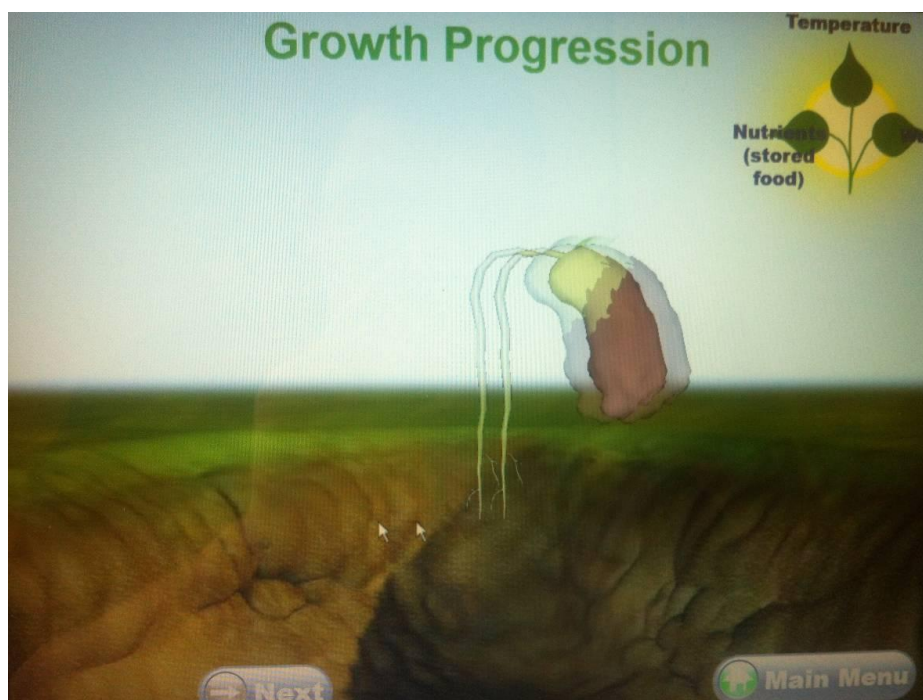 Growth Progression
Temperature
Nutrients
(stored
food)
Next
Main Menu